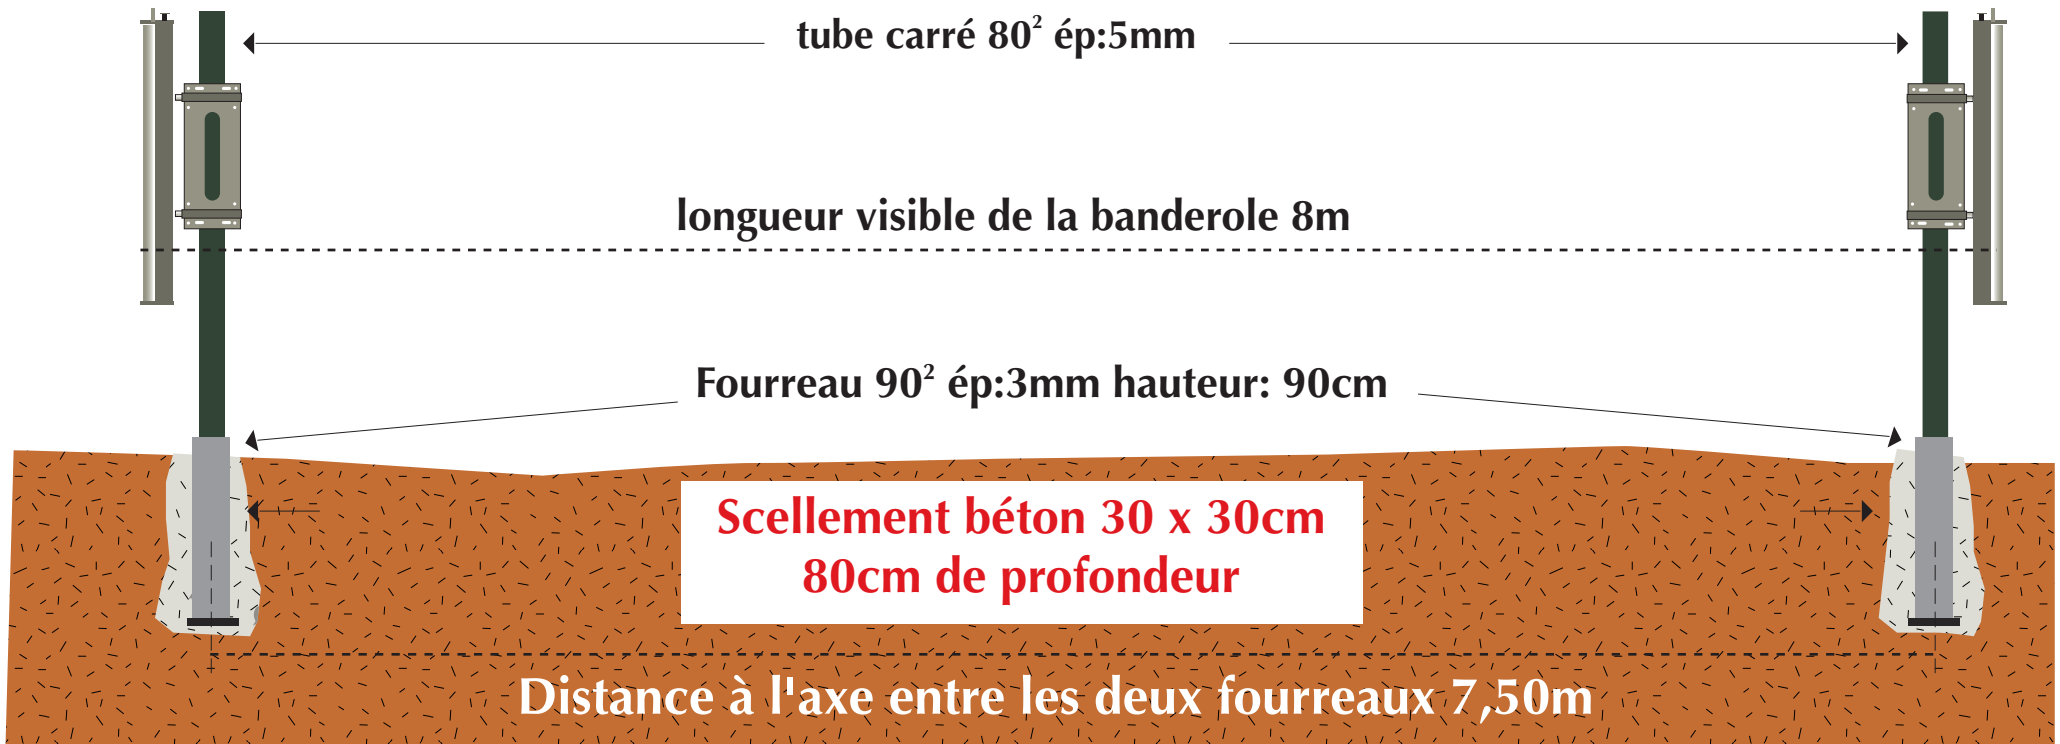 tube carré 80² ép:5mm
longueur visible de la banderole 8m
Fourreau 90² ép:3mm hauteur: 90cm
Scellement béton 30 x 30cm
80cm de profondeur
Distance à l'axe entre les deux fourreaux 7,50m